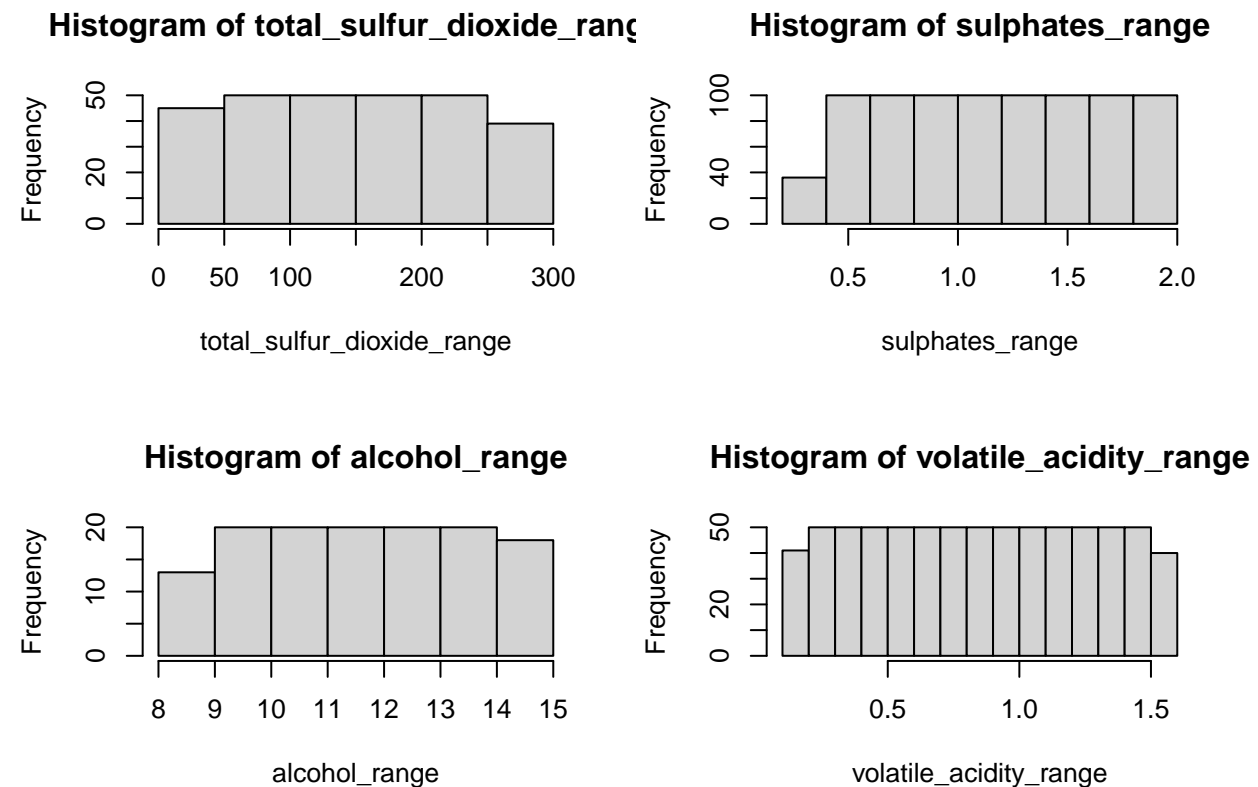 Histogram of total_sulfur_dioxide_rang
Frequency
0 20 50
0 50 100 200 300
total_sulfur_dioxide_range
Histogram of sulphates_range
Frequency
0 40 100
0.5 1.0 1.5 2.0
sulphates_range
Histogram of alcohol_range
Frequency
0 10 20
8 9 10 11 12 13 14 15
alcohol_range
Histogram of volatile_acidity_range
Frequency
0 20 50
0.5 1.0 1.5
volatile_acidity_range